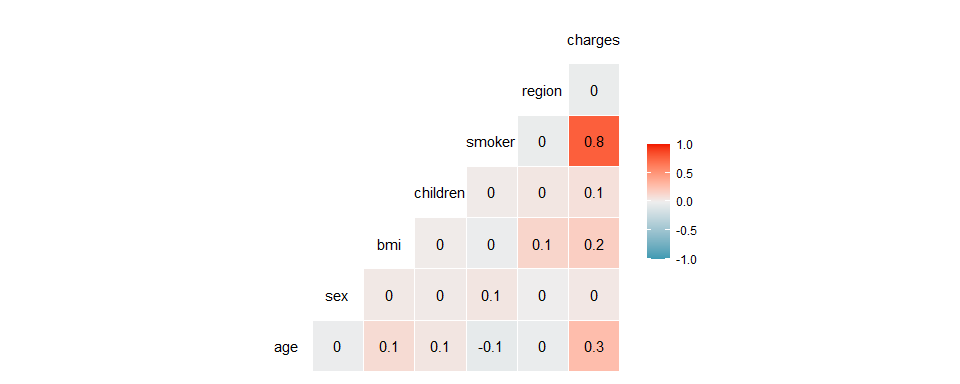 charges
region 0
smoker 0 0.8
children 0 0 0.1
bmi 0 0 0.1 0.2
sex 0 0 0.1 0 0
age 0 0.1 0.1 -0.1 0 0.3
1.0
0.5
0.0
-0.5
-1.0